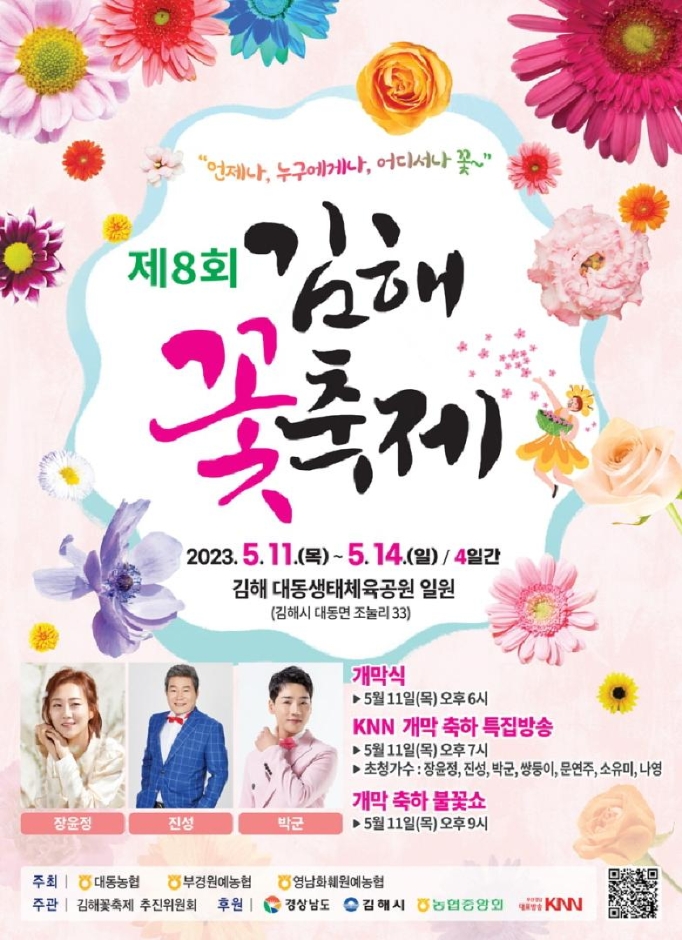 “언제나, 누구에게나, 어디서나 꽃~”
제8회 김해
꽃축제
2023. 5. 11.(목) ~ 5. 14.(일) / 4일간
김해 대동생태체육공원 일원
(김해시 대동면 조눌리 33)
장윤정
진성
박군
개막식
▶ 5월 11일(목) 오후 6시
KNN 개막 축하 특집방송
▶ 5월 11일(목) 오후 7시
▶ 초청가수 : 장윤정, 진성, 박군, 쌍둥이, 문연주, 소유미, 나영
개막 축하 불꽃쇼
▶ 5월 11일(목) 오후 9시
주최 | 대동농협 부경원예농협 영남화훼원예농협
주관 | 김해꽃축제 추진위원회 후원 | 경상남도 김해시 농협중앙회 부산경남 대표방송 KNN